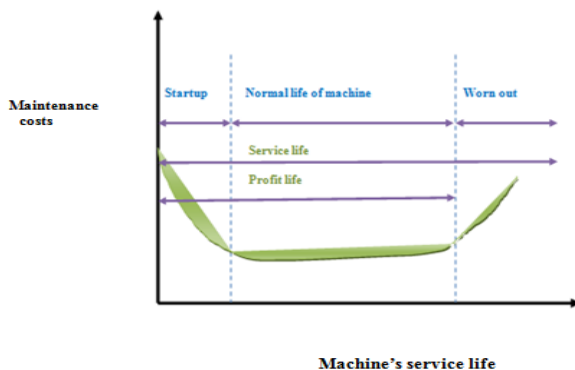 Startup
Normal life of machine
Worn out
Maintenance
costs
Service life
Profit life
Machine's service life